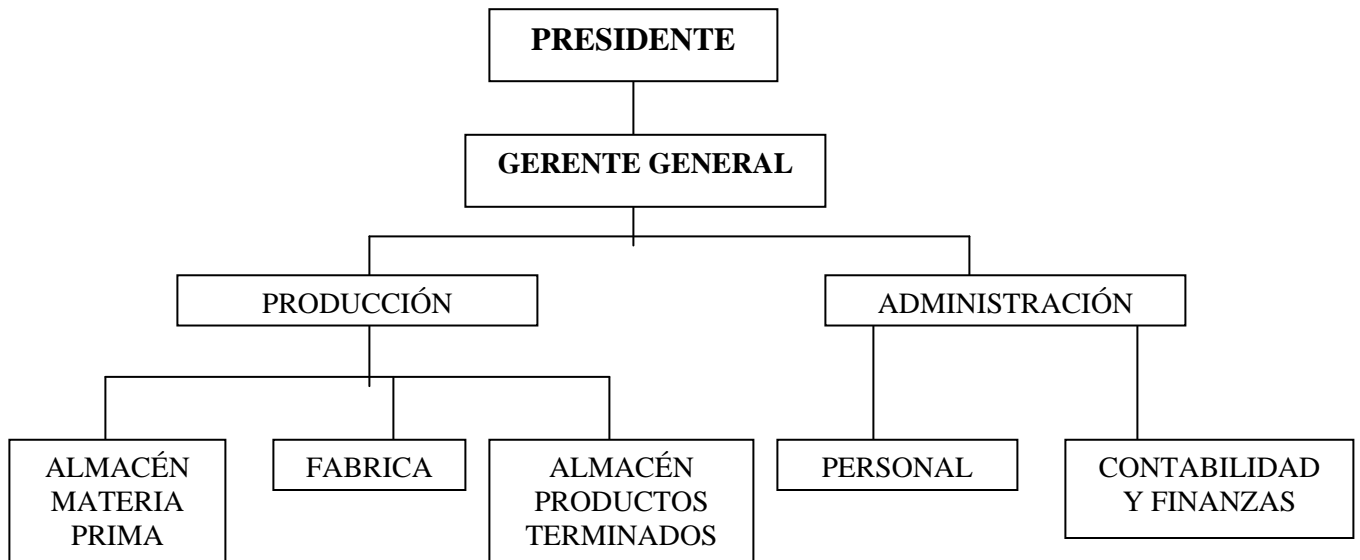 PRESIDENTE
GERENTE GENERAL
PRODUCCIÓN
ADMINISTRACIÓN
ALMACÉN
MATERIA
PRIMA
FABRICA
ALMACÉN
PRODUCTOS
TERMINADOS
PERSONAL
CONTABILIDAD
Y FINANZAS